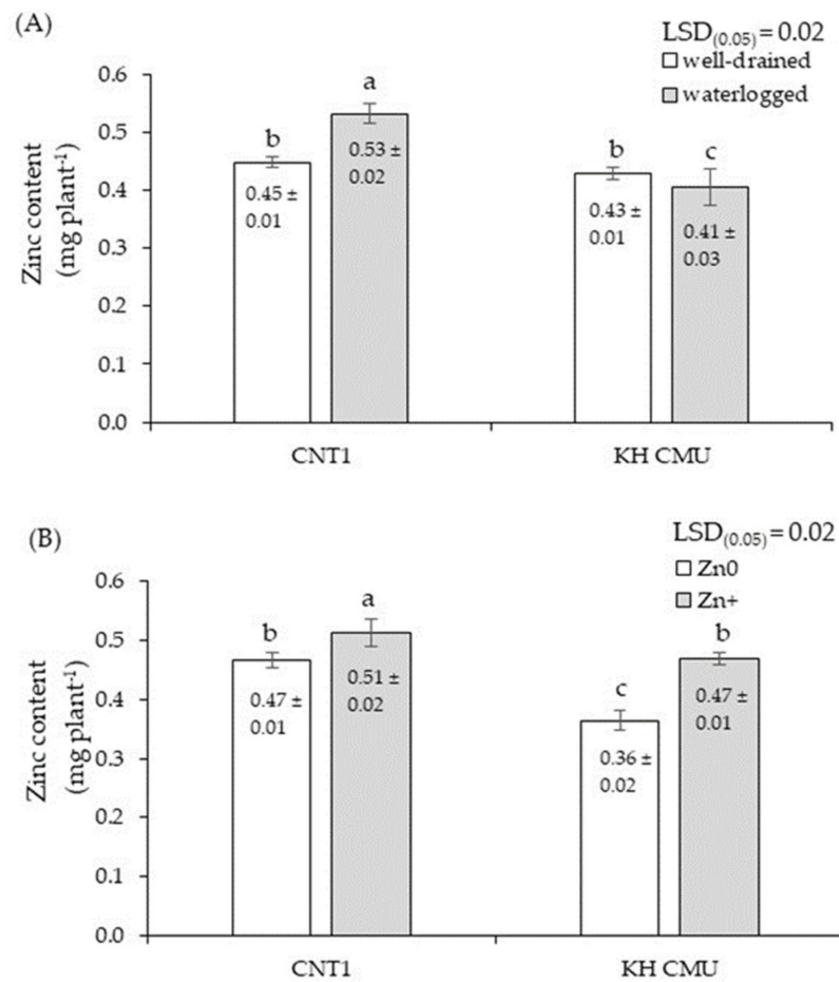 (A)
LSD(0.05) = 0.02
well-drained
waterlogged
Zinc content
(mg plant-1)
0.6
0.5
0.4
0.3
0.2
0.1
0.0
b
a
b
c
0.45 ±
0.01
0.53 ±
0.02
0.43 ±
0.01
0.41 ±
0.03
CNT1
KH CMU
(B)
LSD(0.05) = 0.02
Zn0
Zn+
Zinc content
(mg plant-1)
0.6
0.5
0.4
0.3
0.2
0.1
0.0
b
a
c
b
0.47 ±
0.01
0.51 ±
0.02
0.36 ±
0.02
0.47 ±
0.01
CNT1
KH CMU